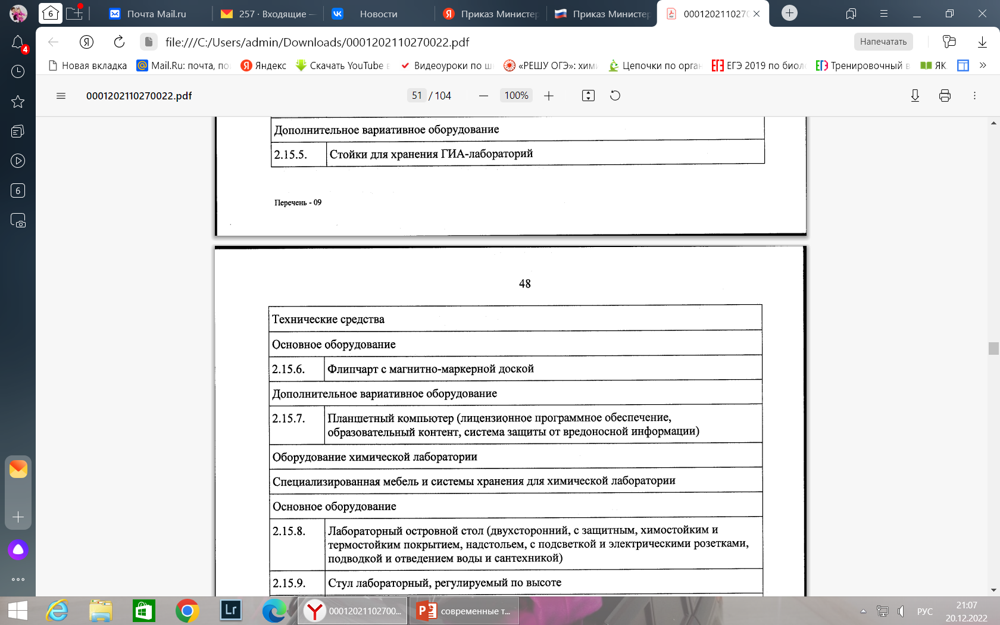 6
Почта Mail.ru
257 · Входящие —
Новости
Приказ Министер
Приказ Министер
0001202110270
4
file:///C:/Users/admin/Downloads/0001202110270022.pdf
Напечатать
Новая вкладка
Mail.Ru: почта, по
Яндекс
Скачать YouTube в
Видеоуроки по ш
«РЕШУ ОГЭ»: хим
Цепочки по орган
ЕГЭ 2019 по биол
Тренировочный в
ЯК
»
0001202110270022.pdf
51 / 104
100%
Дополнительное вариативное оборудование
2.15.5. Стойки для хранения ГИА-лабораторий
6
Перечень - 09
48
Технические средства
Основное оборудование
2.15.6. Флипчарт с магнитно-маркерной доской
Дополнительное вариативное оборудование
2.15.7. Планшетный компьютер (лицензионное программное обеспечение,
образовательный контент, система защиты от вредоносной информации)
Оборудование химической лаборатории
Специализированная мебель и системы хранения для химической лаборатории
Основное оборудование
2.15.8. Лабораторный островной стол (двухсторонний, с защитным, химостойким и
термостойким покрытием, надстольем, с подсветкой и электрическими розетками,
подводкой и отведением воды и сантехникой)
2.15.9. Стул лабораторный, регулируемый по высоте
Lr
00012021102700...
современные т...
РУС
21:07
20.12.2022